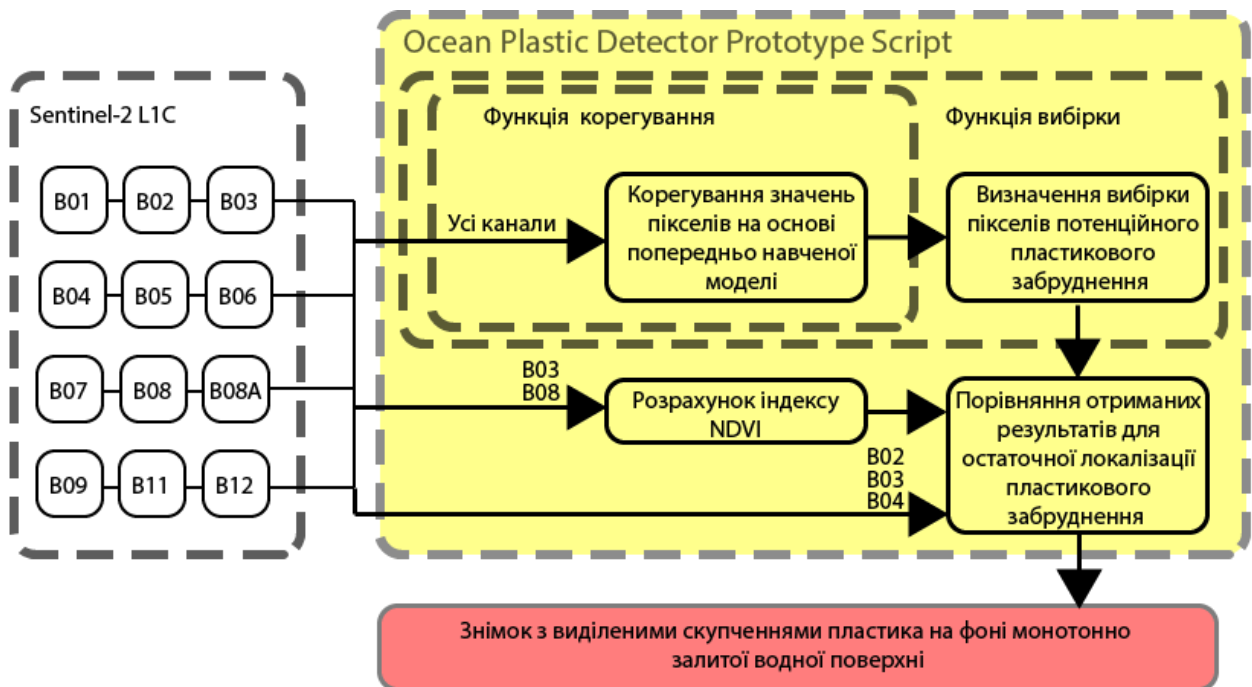 Ocean Plastic Detector Prototype Script
Sentinel-2 L1C
B01
B02
B03
B04
B05
B06
B07
B08
B08A
B09
B11
B12
Функція корегування
Функція вибірки
Усі канали
Корегування значень
пікселів на основі
попередньо навченої
моделі
Визначення вибірки
пікселів потенційного
пластикового
забруднення
B03
B08
Розрахунок індексу
NDVI
B02
B03
B04
Порівняння отриманих
результатів для
остаточної локалізації
пластикового
забруднення
Знімок з виділеними скупченнями пластика на фоні монотонно
залитої водної поверхні